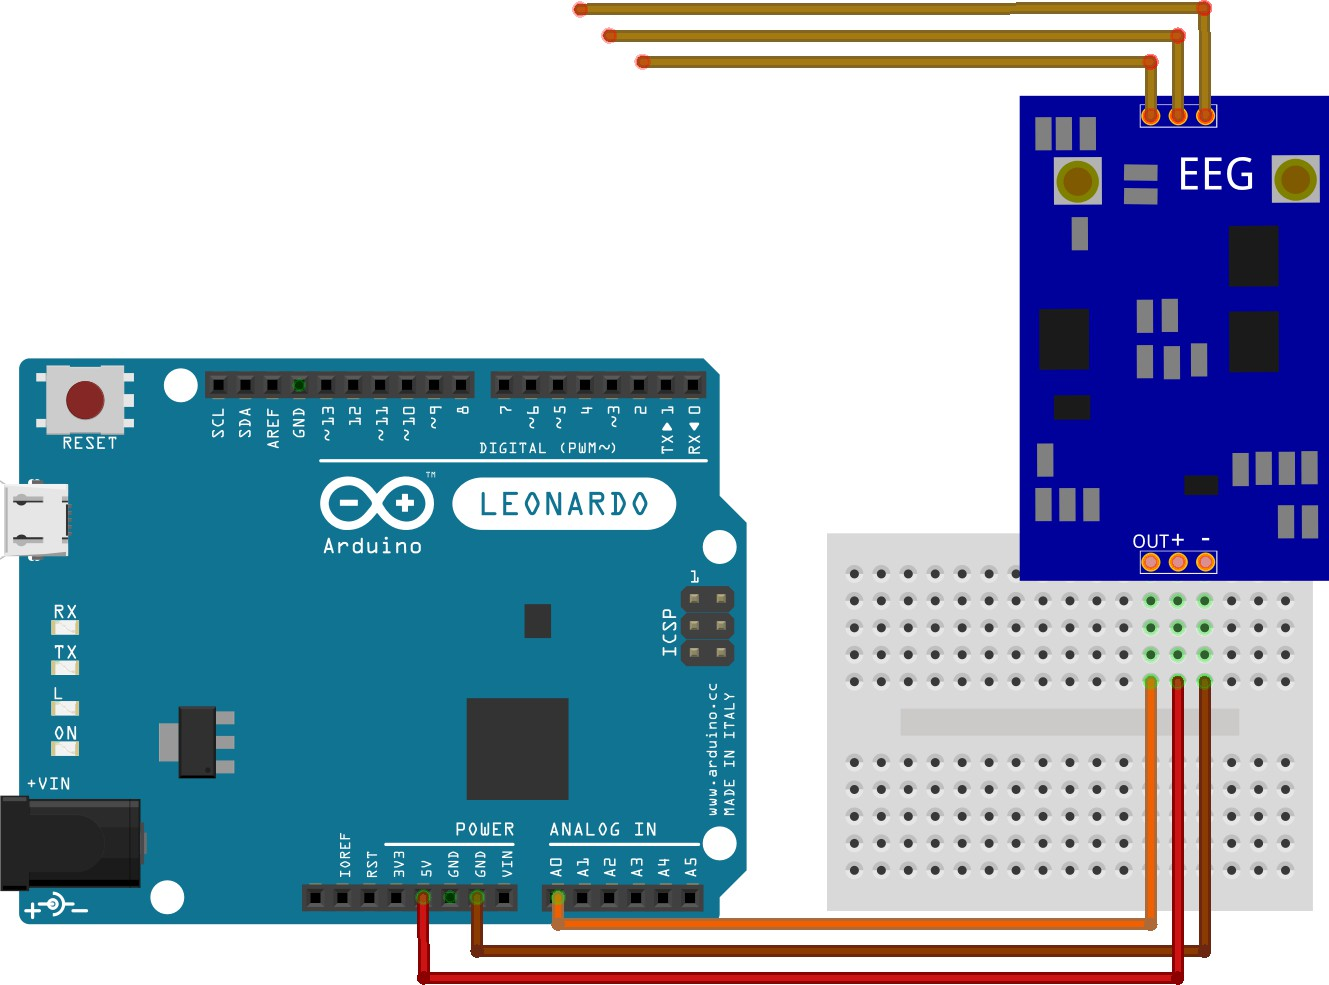 EEG
OUT + -
RESET
SCL
SDA
AREF
GND
~13
12
~11
~10
~9
8
7
~6
~5
4
~3
2
TX▶1
RX◀0
DIGITAL (PWM~)
TM
LEONARDO
Arduino
1
ICSP
RX
TX
L
ON
+VIN
www.arduino.cc
MADE IN ITALY
POWER
ANALOG IN
IOREF
RST
3V3
5V
GND
GND
VIN
A0
A1
A2
A3
A4
A5
+ -